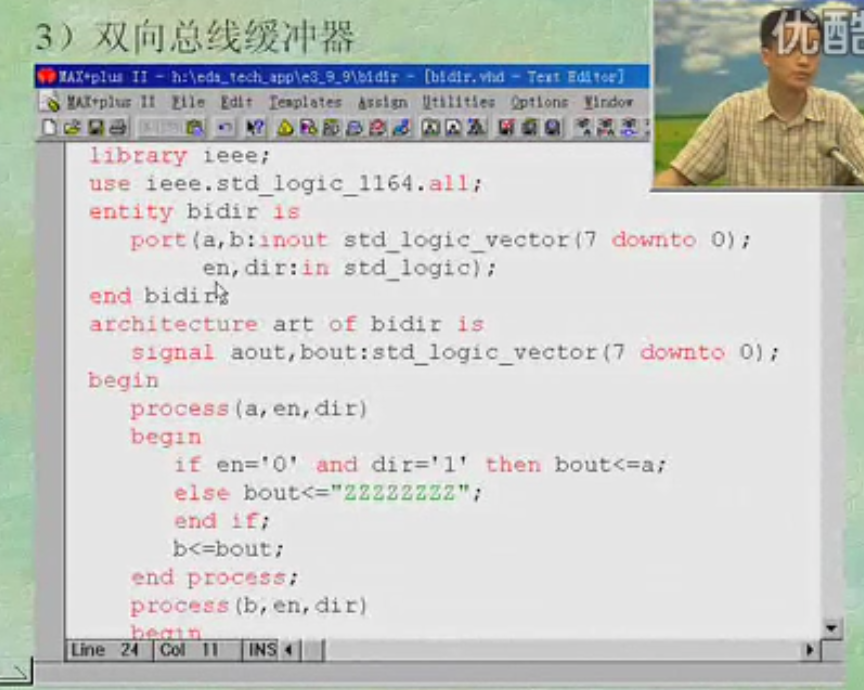 3）双向总线缓冲器
优酷
MAX+plus II - h:\eda_tech_app\e3_9_9\bidir - [bidir.vhd - Text Editor]
MAX+plus II File Edit Templates Assign Utilities Options Window
library ieee;
use ieee.std_logic_1164.all;
entity bidir is
port(a,b:inout std_logic_vector(7 downto 0);
en,dir:in std_logic);
end bidir;
architecture art of bidir is
signal aout,bout:std_logic_vector(7 downto 0);
begin
process(a,en,dir)
begin
if en='0' and dir='1' then bout<=a;
else bout<="ZZZZZZZZ";
end if;
b<=bout;
end process;
process(b,en,dir)
begin
Line 24 Col 11 INS